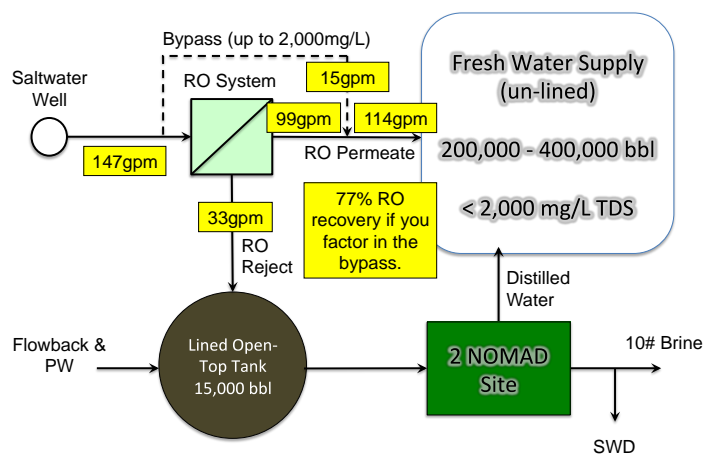 Bypass (up to 2,000mg/L)
Saltwater
Well
RO System
15gpm
99gpm
114gpm
147gpm
RO Permeate
Fresh Water Supply
(un-lined)
200,000 - 400,000 bbl
< 2,000 mg/L TDS
33gpm
RO
Reject
77% RO
recovery if you
factor in the
bypass.
Distilled
Water
Flowback &
PW
Lined Open-
Top Tank
15,000 bbl
2 NOMAD
Site
10# Brine
SWD